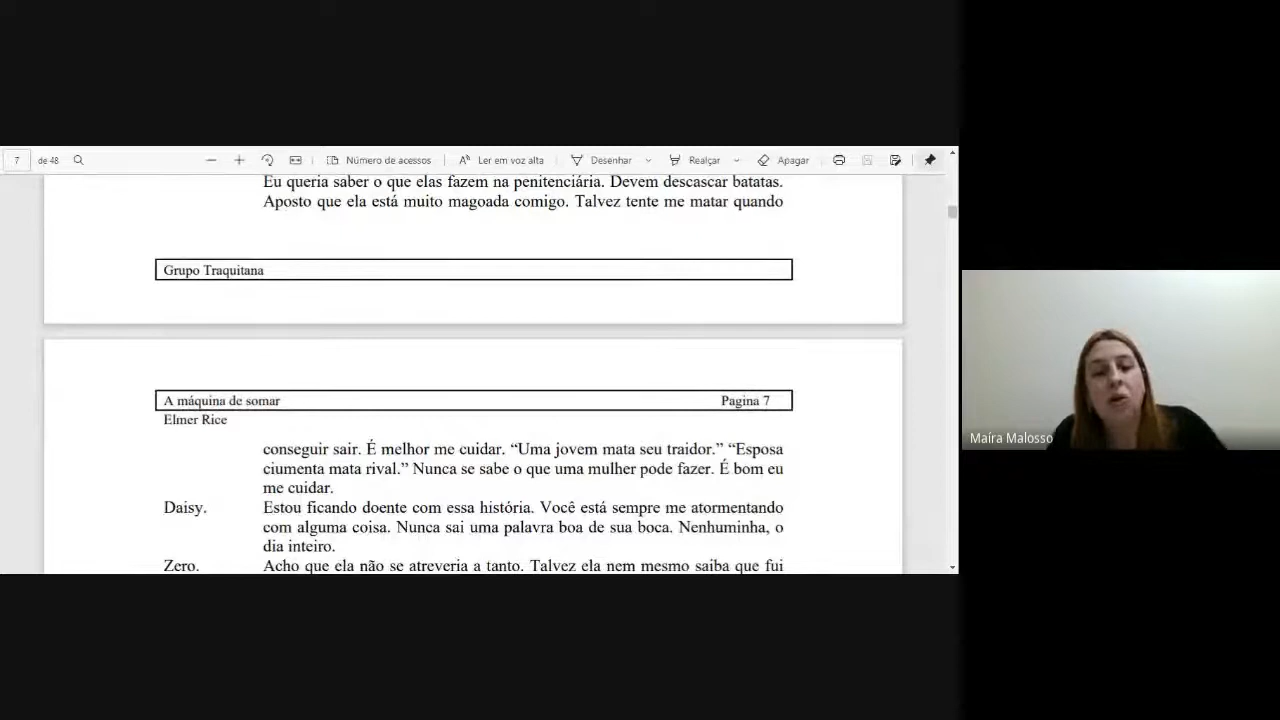 7 de 48 Número de acessos Ler em voz alta Desenhar Realçar Apagar
Eu queria saber o que elas fazem na penitenciária. Devem descascar batatas.
Aposto que ela está muito magoada comigo. Talvez tente me matar quando
Grupo Traquitana
A máquina de somar Pagina 7
Elmer Rice
conseguir sair. É melhor me cuidar. “Uma jovem mata seu traidor.” “Esposa
ciumenta mata rival.” Nunca se sabe o que uma mulher pode fazer. É bom eu
me cuidar.
Daisy. Estou ficando doente com essa história. Você está sempre me atormentando
com alguma coisa. Nunca sai uma palavra boa de sua boca. Nenhuminha, o
dia inteiro.
Zero. Acho que ela não se atreveria a tanto. Talvez ela nem mesmo saiba que fui
Maíra Malosso